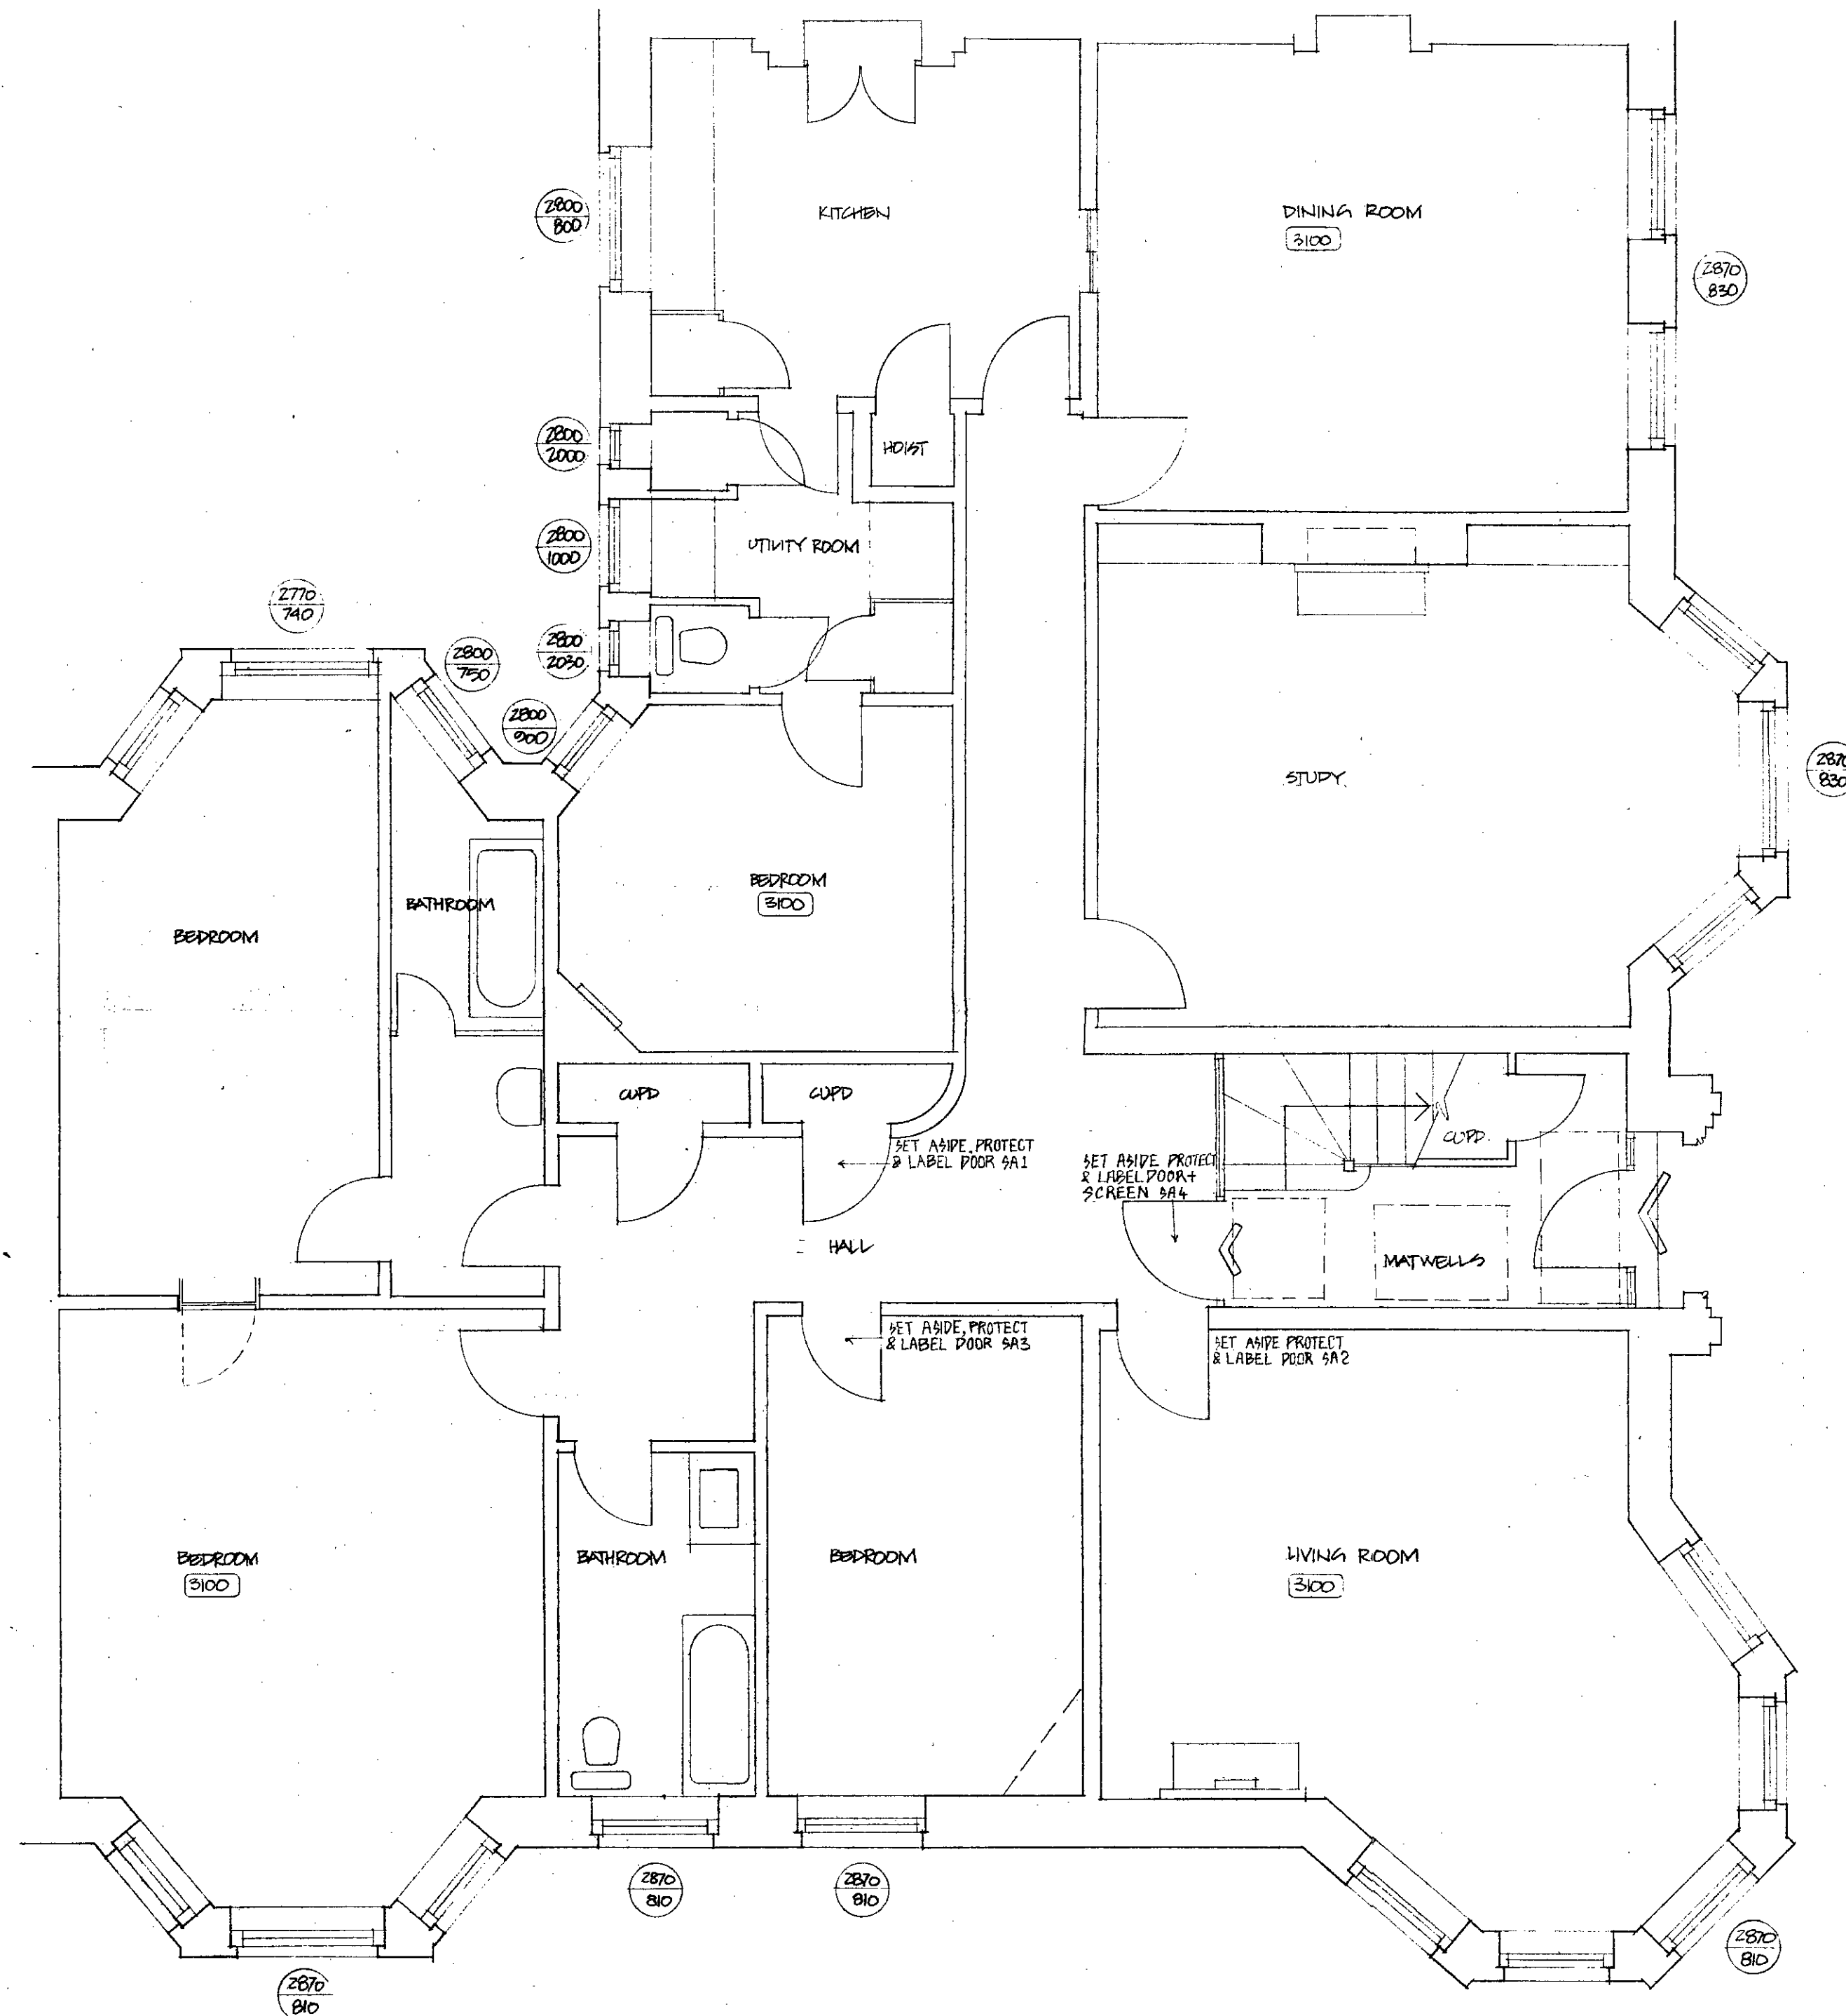 KITCHEN
DINING ROOM
3100
2800
800
2870
830
2800
2000
HOIST
2800
1000
UTILITY ROOM
2770
740
2800
750
2800
2030
2800
900
STUDY
2870
830
BEDROOM
3100
BATHROOM
BEDROOM
CUPD
CUPD
CUPD.
SET ASIDE, PROTECT
& LABEL DOOR SA1
SET ASIDE PROTECT
& LABEL DOOR +
SCREEN SA4
HALL
MATWELLS
SET ASIDE, PROTECT
& LABEL DOOR SA3
SET ASIDE PROTECT
& LABEL DOOR SA2
BEDROOM
3100
BATHROOM
BEDROOM
LIVING ROOM
3100
2870
810
2870
810
2870
810
2870
810